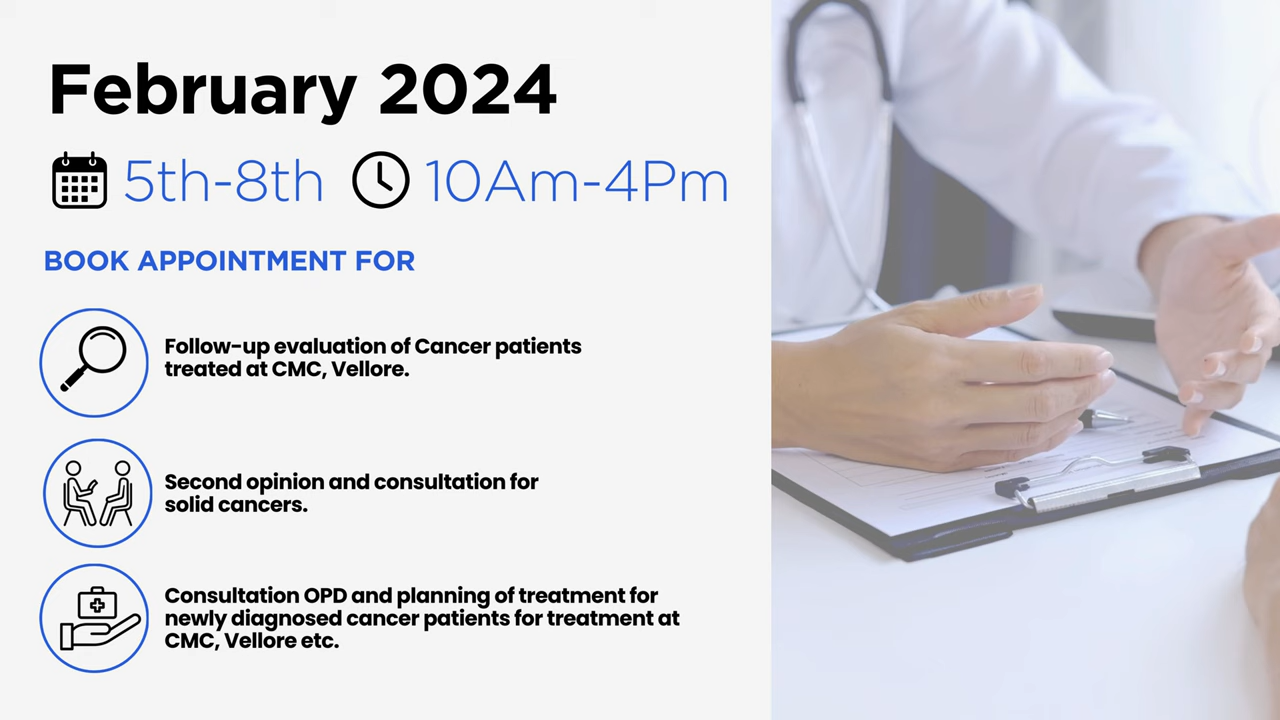 February 2024
5th-8th 10Am-4Pm
BOOK APPOINTMENT FOR
Follow-up evaluation of Cancer patients
treated at CMC, Vellore.
Second opinion and consultation for
solid cancers.
Consultation OPD and planning of treatment for
newly diagnosed cancer patients for treatment at
CMC, Vellore etc.